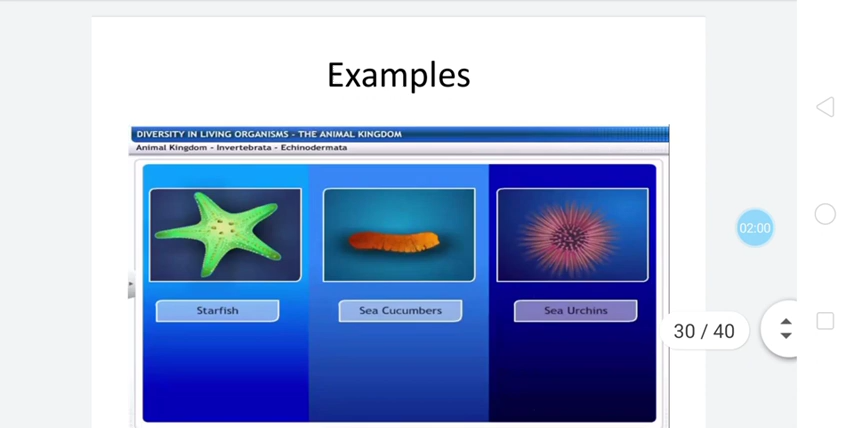 Examples
DIVERSITY IN LIVING ORGANISMS - THE ANIMAL KINGDOM
Animal Kingdom - Invertebrata - Echinodermata
Starfish
Sea Cucumbers
Sea Urchins
02:00
30 / 40